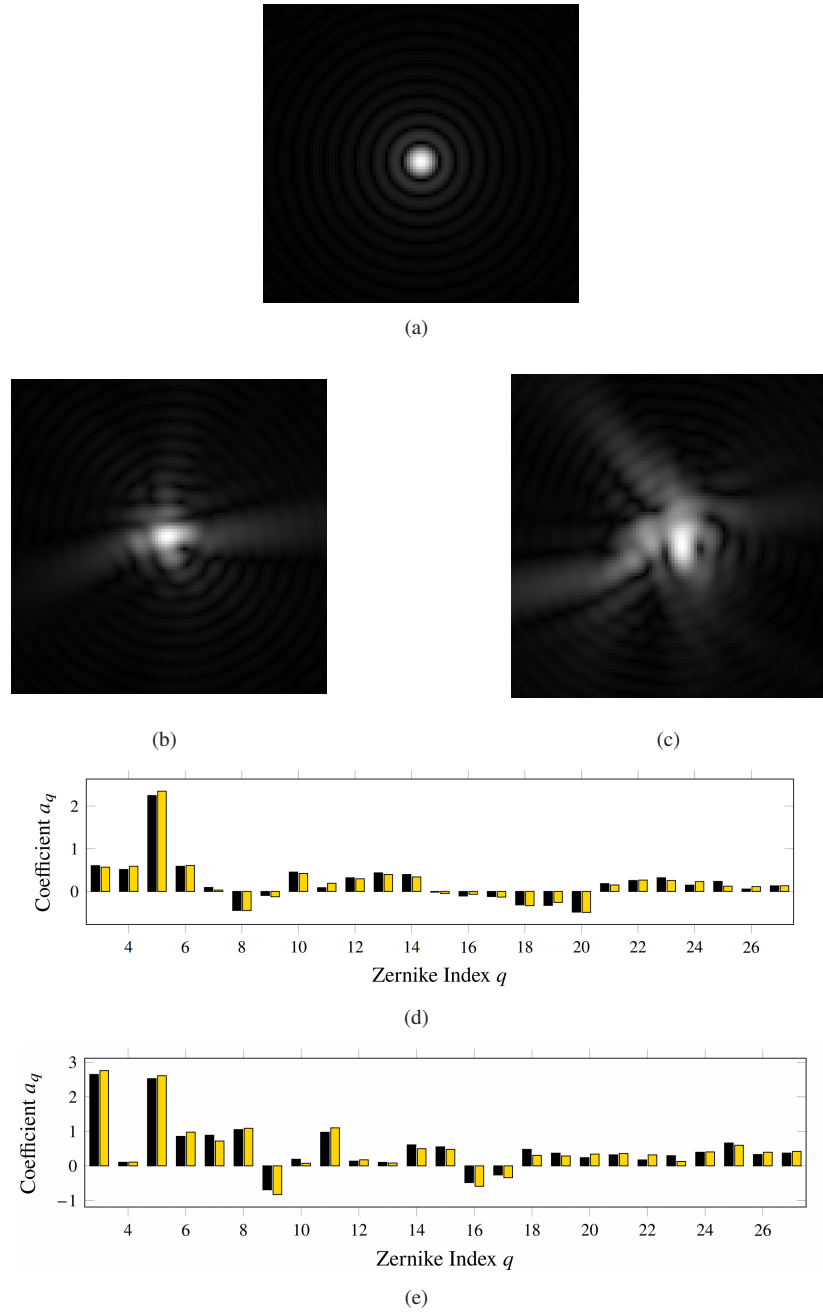 (a)
(b)
(c)
2
1
0
Coefficient a_q
4 6 8 10 12 14 16 18 20 22 24 26
Zernike Index q
(d)
3
2
1
0
−1
Coefficient a_q
4 6 8 10 12 14 16 18 20 22 24 26
Zernike Index q
(e)